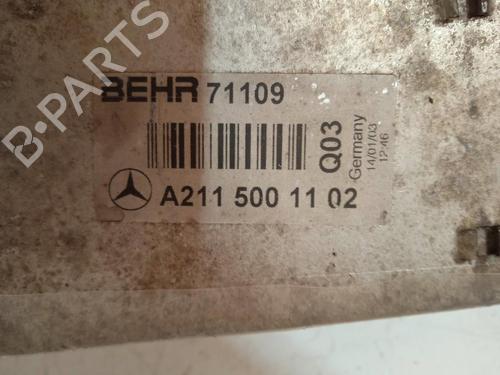 BEHR 71109
Q03
Germany
14/01/03
12:46
A211 500 11 02
B-PARTS